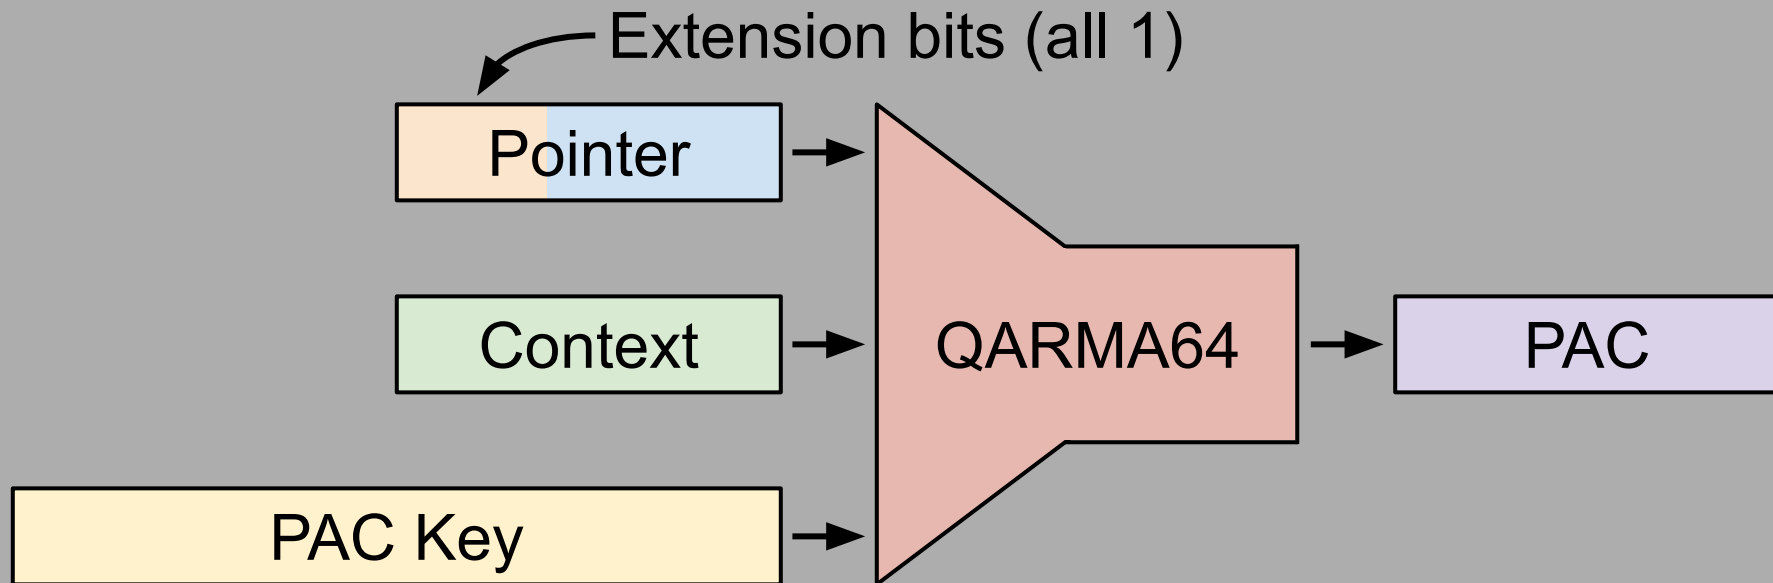 Extension bits (all 1)
Pointer
Context
QARMA64
PAC
PAC Key